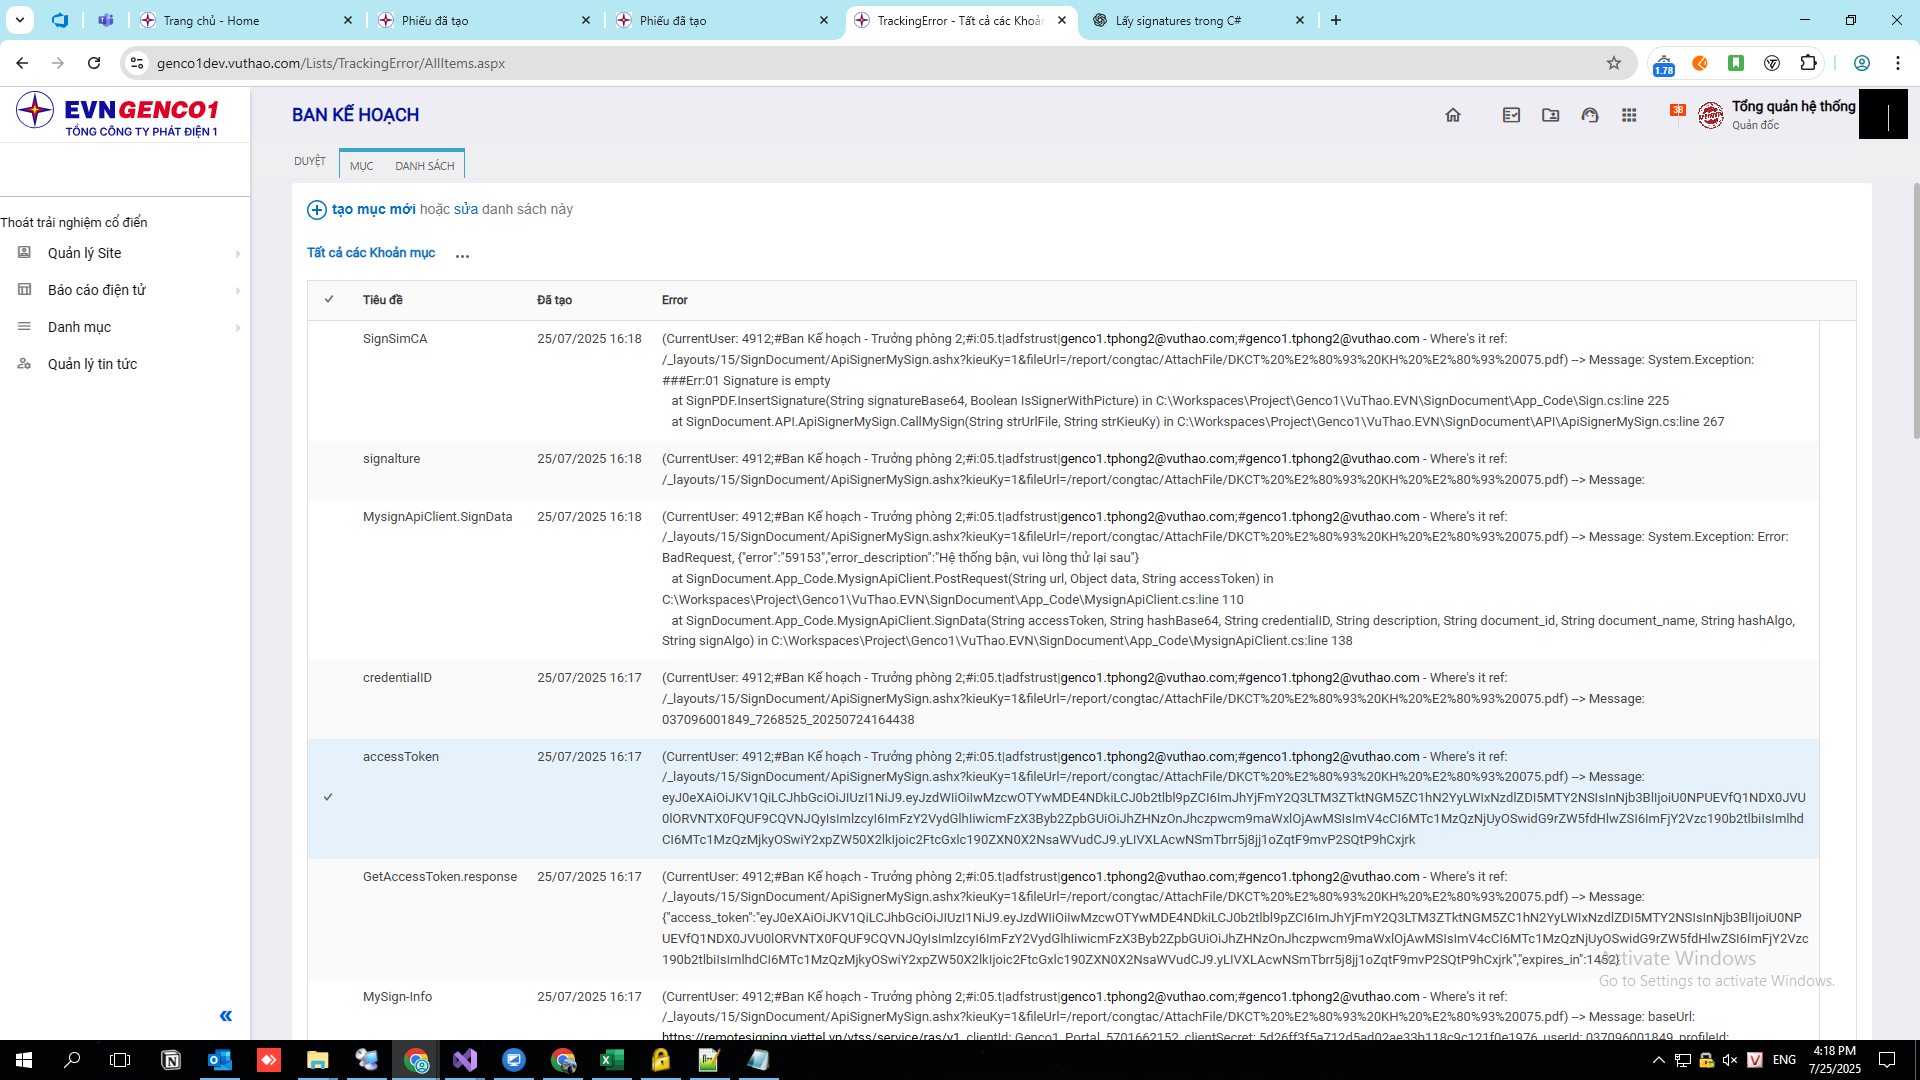 Trang chủ - Home
Phiếu đã tạo
Phiếu đã tạo
TrackingError - Tất cả các Khoản
Lấy signatures trong C#
genco1dev.vuthao.com/Lists/TrackingError/AllItems.aspx
1.78
EVNGENCO1
TỔNG CÔNG TY PHÁT ĐIỆN 1
BAN KẾ HOẠCH
38
Tổng quản hệ thống
Quản đốc
DUYỆT
MỤC
DANH SÁCH
tạo mục mới hoặc sửa danh sách này
Thoát trải nghiệm cổ điển
Quản lý Site
Báo cáo điện tử
Danh mục
Quản lý tin tức
Tất cả các Khoản mục
...
Tiêu đề
Đã tạo
Error
SignSimCA
25/07/2025 16:18
(CurrentUser: 4912;#Ban Kế hoạch - Trưởng phòng 2;#i:05.t|adfstrust|genco1.tphong2@vuthao.com;#genco1.tphong2@vuthao.com - Where's it ref:
/_layouts/15/SignDocument/ApiSignerMySign.ashx?kieuKy=1&fileUrl=/report/congtac/AttachFile/DKCT%20%E2%80%93%20KH%20%E2%80%93%20075.pdf) --> Message: System.Exception:
###Err:01 Signature is empty
at SignPDF.InsertSignature(String signatureBase64, Boolean IsSignerWithPicture) in C:\Workspaces\Project\Genco1\VuThao.EVN\SignDocument\App_Code\Sign.cs:line 225
at SignDocument.API.ApiSignerMySign.CallMySign(String strUrlFile, String strKieuKy) in C:\Workspaces\Project\Genco1\VuThao.EVN\SignDocument\API\ApiSignerMySign.cs:line 267
signalture
25/07/2025 16:18
(CurrentUser: 4912;#Ban Kế hoạch - Trưởng phòng 2;#i:05.t|adfstrust|genco1.tphong2@vuthao.com;#genco1.tphong2@vuthao.com - Where's it ref:
/_layouts/15/SignDocument/ApiSignerMySign.ashx?kieuKy=1&fileUrl=/report/congtac/AttachFile/DKCT%20%E2%80%93%20KH%20%E2%80%93%20075.pdf) --> Message:
MysignApiClient.SignData
25/07/2025 16:18
(CurrentUser: 4912;#Ban Kế hoạch - Trưởng phòng 2;#i:05.t|adfstrust|genco1.tphong2@vuthao.com;#genco1.tphong2@vuthao.com - Where's it ref:
/_layouts/15/SignDocument/ApiSignerMySign.ashx?kieuKy=1&fileUrl=/report/congtac/AttachFile/DKCT%20%E2%80%93%20KH%20%E2%80%93%20075.pdf) --> Message: System.Exception: Error:
BadRequest, {"error":"59153","error_description":"Hệ thống bận, vui lòng thử lại sau"}
at SignDocument.App_Code.MysignApiClient.PostRequest(String url, Object data, String accessToken) in
C:\Workspaces\Project\Genco1\VuThao.EVN\SignDocument\App_Code\MysignApiClient.cs:line 110
at SignDocument.App_Code.MysignApiClient.SignData(String accessToken, String hashBase64, String credentialID, String description, String document_id, String document_name, String hashAlgo,
String signAlgo) in C:\Workspaces\Project\Genco1\VuThao.EVN\SignDocument\App_Code\MysignApiClient.cs:line 138
credentialID
25/07/2025 16:17
(CurrentUser: 4912;#Ban Kế hoạch - Trưởng phòng 2;#i:05.t|adfstrust|genco1.tphong2@vuthao.com;#genco1.tphong2@vuthao.com - Where's it ref:
/_layouts/15/SignDocument/ApiSignerMySign.ashx?kieuKy=1&fileUrl=/report/congtac/AttachFile/DKCT%20%E2%80%93%20KH%20%E2%80%93%20075.pdf) --> Message:
037096001849_7268525_20250724164438
accessToken
25/07/2025 16:17
(CurrentUser: 4912;#Ban Kế hoạch - Trưởng phòng 2;#i:05.t|adfstrust|genco1.tphong2@vuthao.com;#genco1.tphong2@vuthao.com - Where's it ref:
/_layouts/15/SignDocument/ApiSignerMySign.ashx?kieuKy=1&fileUrl=/report/congtac/AttachFile/DKCT%20%E2%80%93%20KH%20%E2%80%93%20075.pdf) --> Message:
GetAccessToken.response
25/07/2025 16:17
(CurrentUser: 4912;#Ban Kế hoạch - Trưởng phòng 2;#i:05.t|adfstrust|genco1.tphong2@vuthao.com;#genco1.tphong2@vuthao.com - Where's it ref:
/_layouts/15/SignDocument/ApiSignerMySign.ashx?kieuKy=1&fileUrl=/report/congtac/AttachFile/DKCT%20%E2%80%93%20KH%20%E2%80%93%20075.pdf) --> Message:
MySign-Info
25/07/2025 16:17
(CurrentUser: 4912;#Ban Kế hoạch - Trưởng phòng 2;#i:05.t|adfstrust|genco1.tphong2@vuthao.com;#genco1.tphong2@vuthao.com - Where's it ref:
/_layouts/15/SignDocument/ApiSignerMySign.ashx?kieuKy=1&fileUrl=/report/congtac/AttachFile/DKCT%20%E2%80%93%20KH%20%E2%80%93%20075.pdf) --> Message: baseUrl:
Activate Windows
Go to Settings to activate Windows.
ENG
4:18 PM
7/25/2025